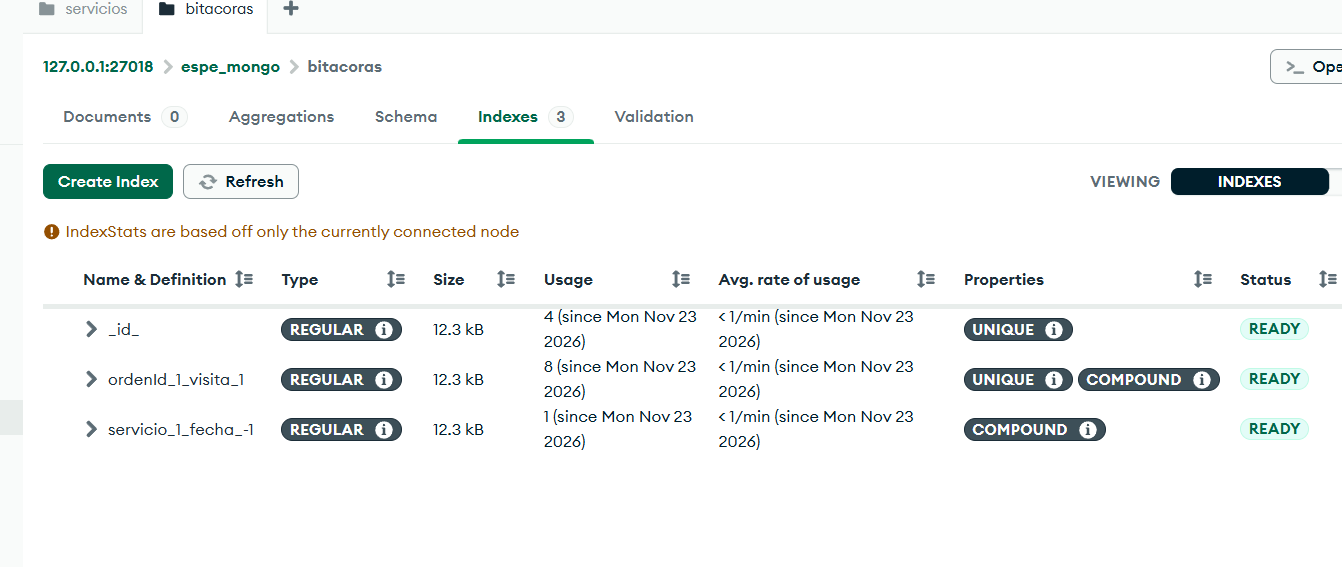 servicios bitacoras
127.0.0.1:27018 espe_mongo bitacoras >_ Ope
Documents 0 Aggregations Schema Indexes 3 Validation
Create Index Refresh VIEWING INDEXES
IndexStats are based off only the currently connected node
Name & Definition Type Size Usage Avg. rate of usage Properties Status
_id_ REGULAR 12.3 kB 4 (since Mon Nov 23 2026) < 1/min (since Mon Nov 23 2026) UNIQUE READY
ordenId_1_visita_1 REGULAR 12.3 kB 8 (since Mon Nov 23 2026) < 1/min (since Mon Nov 23 2026) UNIQUE COMPOUND READY
servicio_1_fecha_-1 REGULAR 12.3 kB 1 (since Mon Nov 23 2026) < 1/min (since Mon Nov 23 2026) COMPOUND READY